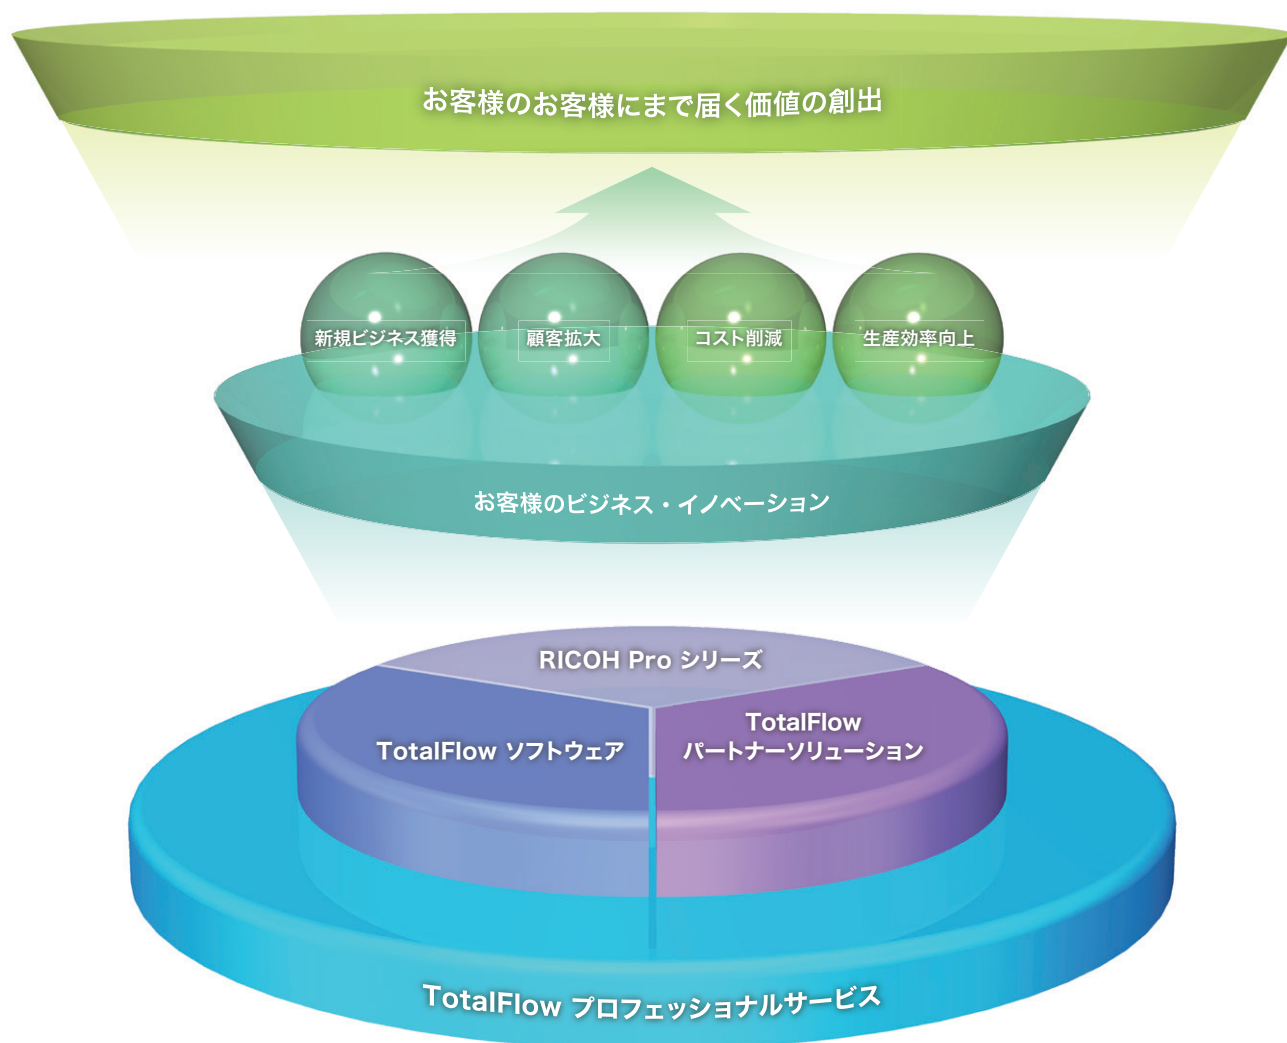 お客様のお客様にまで届く価値の創出
新規ビジネス獲得
顧客拡大
コスト削減
生産効率向上
お客様のビジネス・イノベーション
RICOH Pro シリーズ
TotalFlow ソフトウェア
TotalFlow
パートナーソリューション
TotalFlow プロフェッショナルサービス